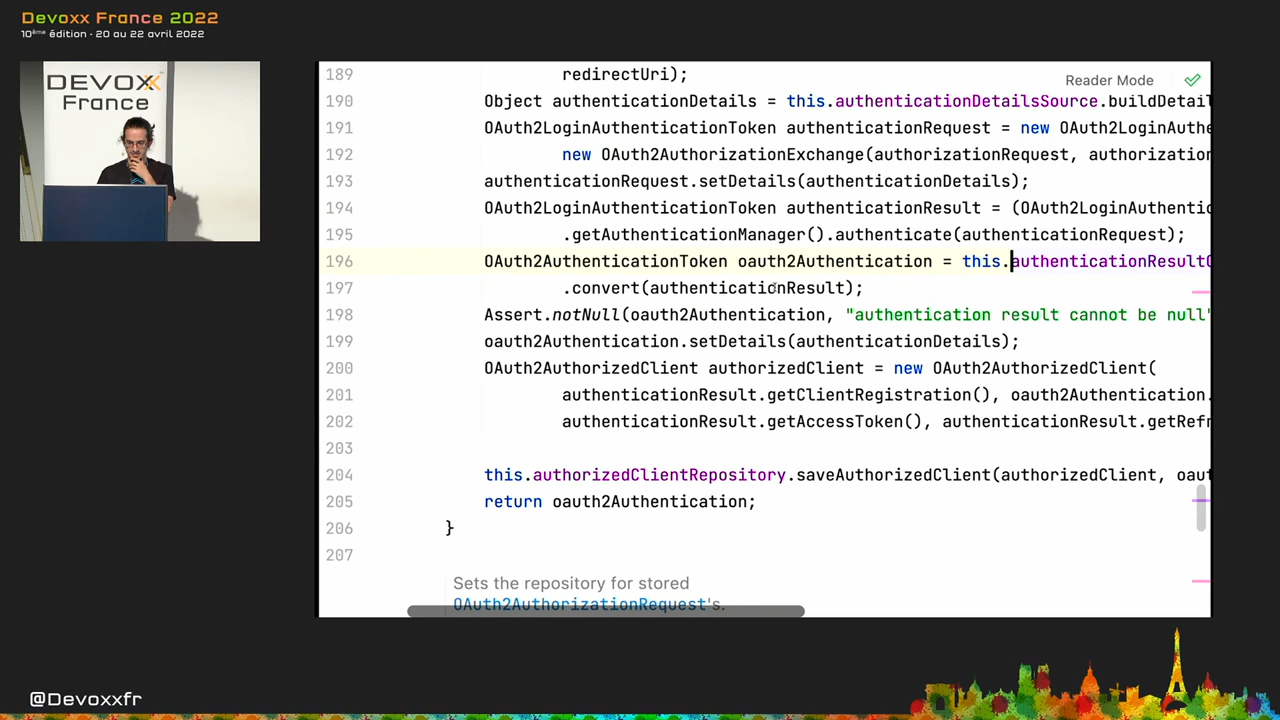 Devoxx France 2022
10ème édition - 20 au 22 avril 2022
DEVOXX
France
Reader Mode
189 redirectUri);
190 Object authenticationDetails = this.authenticationDetailsSource.buildDetail
191 OAuth2LoginAuthenticationToken authenticationRequest = new OAuth2LoginAuthe
192 new OAuth2AuthorizationExchange(authorizationRequest, authorization
193 authenticationRequest.setDetails(authenticationDetails);
194 OAuth2LoginAuthenticationToken authenticationResult = (OAuth2LoginAuthentic
195 .getAuthenticationManager().authenticate(authenticationRequest);
196 OAuth2AuthenticationToken oauth2Authentication = this.authenticationResultC
197 .convert(authenticationResult);
198 Assert.notNull(oauth2Authentication, "authentication result cannot be null"
199 oauth2Authentication.setDetails(authenticationDetails);
200 OAuth2AuthorizedClient authorizedClient = new OAuth2AuthorizedClient(
201 authenticationResult.getClientRegistration(), oauth2Authentication.
202 authenticationResult.getAccessToken(), authenticationResult.getRefr
203
204 this.authorizedClientRepository.saveAuthorizedClient(authorizedClient, oaut
205 return oauth2Authentication;
206 }
207
Sets the repository for stored
OAuth2AuthorizationRequest's.
@Devoxxfr